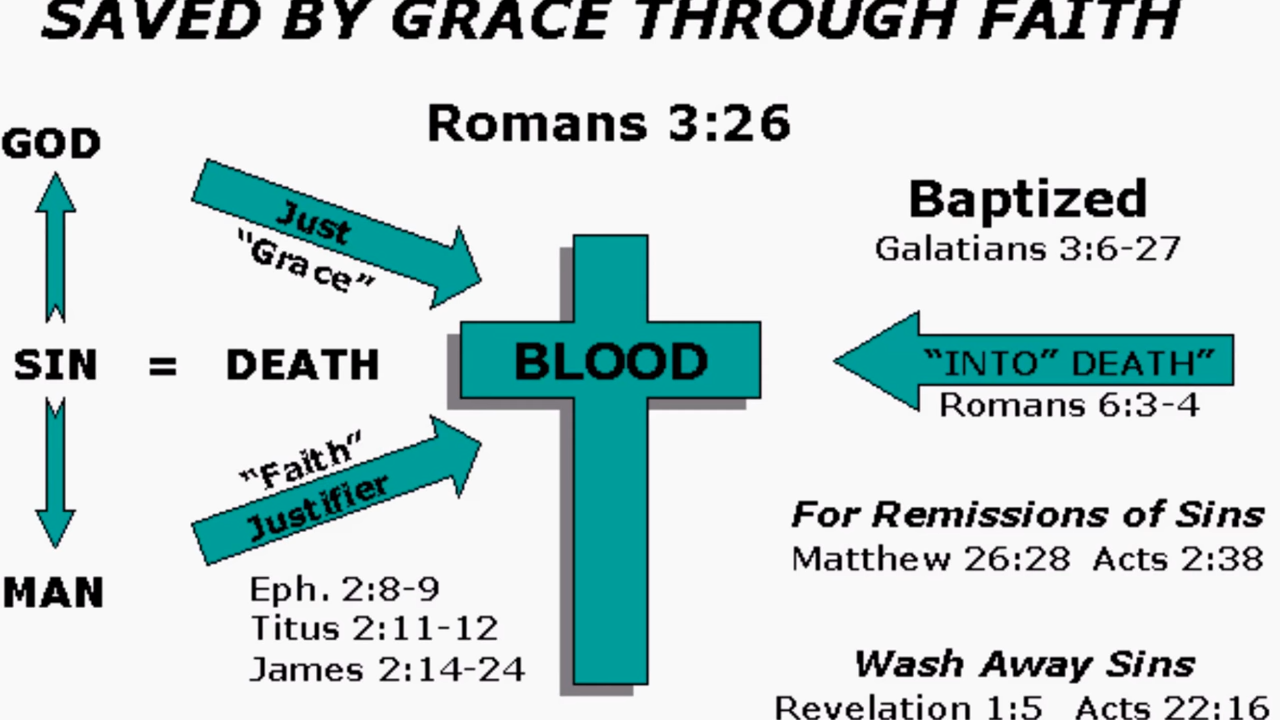 SAVED BY GRACE THROUGH FAITH
Romans 3:26
GOD
Just
“Grace”
SIN = DEATH
BLOOD
“Faith”
Justifier
MAN
Eph. 2:8-9
Titus 2:11-12
James 2:14-24
Baptized
Galatians 3:6-27
“INTO” DEATH”
Romans 6:3-4
For Remissions of Sins
Matthew 26:28 Acts 2:38
Wash Away Sins
Revelation 1:5 Acts 22:16